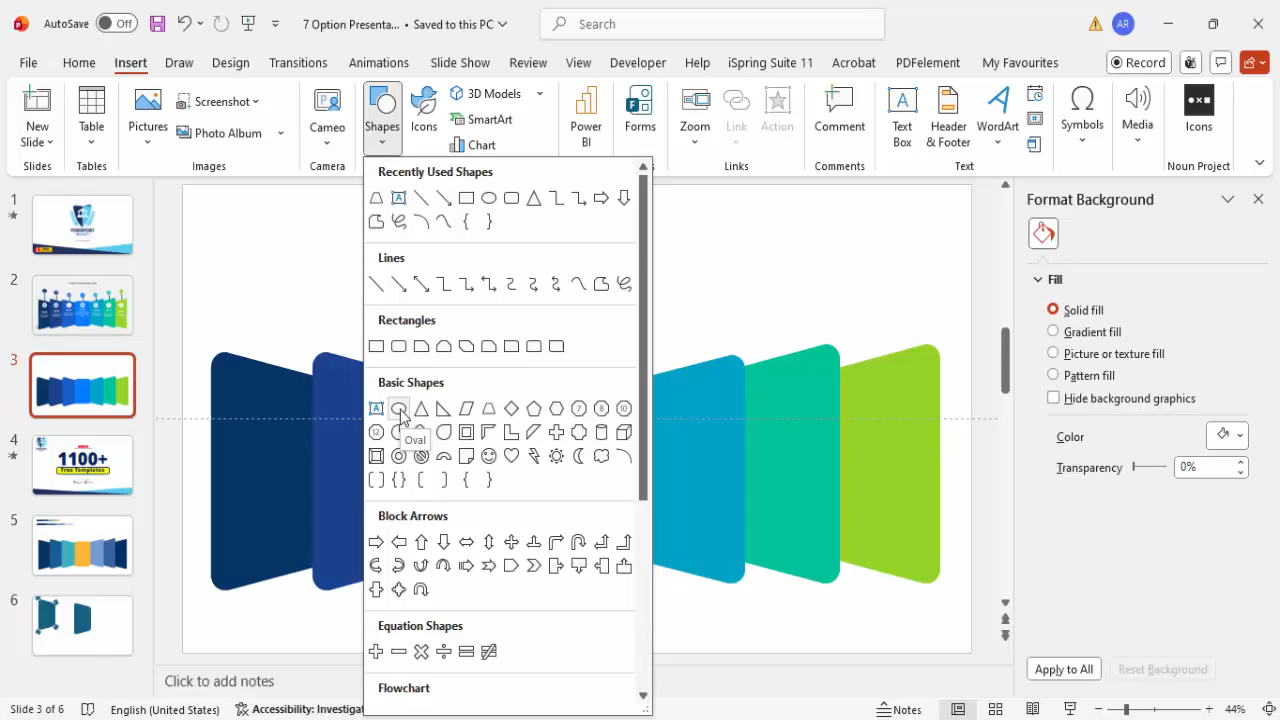 AutoSave Off 7 Option Presenta... • Saved to this PC Search AR
File Home Insert Draw Design Transitions Animations Slide Show Review View Developer Help iSpring Suite 11 Acrobat PDFelement My Favourites Record
New Slide
Slides
Table
Tables
Pictures
Screenshot
Photo Album
Images
Cameo
Camera
Shapes
Icons
3D Models
SmartArt
Chart
Power BI
Forms
Zoom
Link
Action
Links
Comment
Comments
Text Box
Header & Footer
WordArt
Text
Symbols
Media
Icons
Noun Project
Recently Used Shapes
Lines
Rectangles
Basic Shapes
Oval
Block Arrows
Equation Shapes
Flowchart
1
2
3
4
1100+
Free Templates
5
6
Format Background
Fill
Solid fill
Gradient fill
Picture or texture fill
Pattern fill
Hide background graphics
Color
Transparency 0%
Apply to All Reset Background
Click to add notes
Slide 3 of 6 English (United States) Accessibility: Investigat Notes 44%